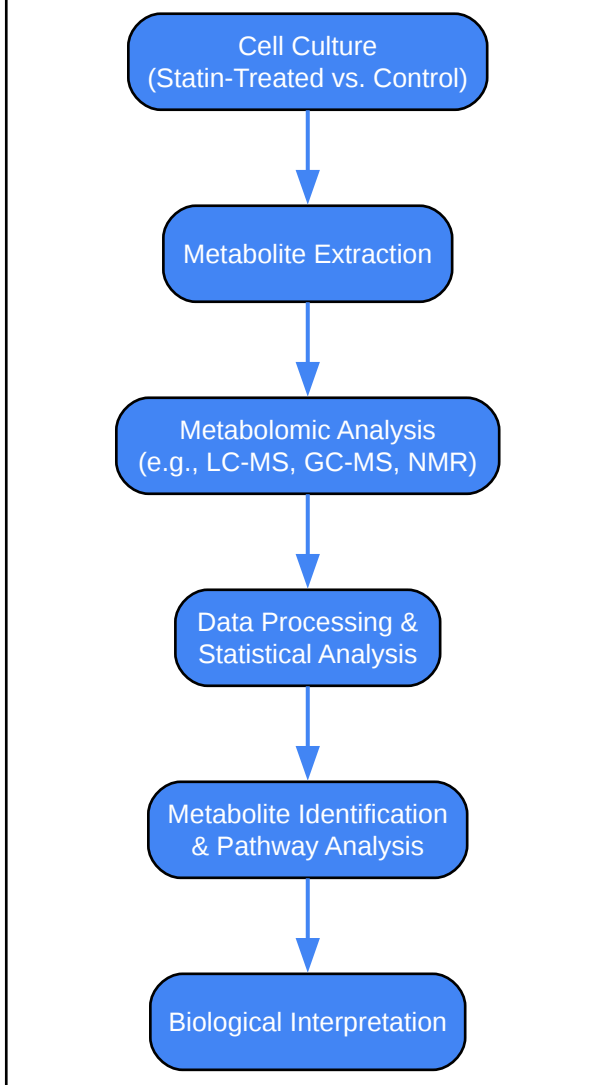 Cell Culture
(Statin-Treated vs. Control)
Metabolite Extraction
Metabolomic Analysis
(e.g., LC-MS, GC-MS, NMR)
Data Processing &
Statistical Analysis
Metabolite Identification
& Pathway Analysis
Biological Interpretation